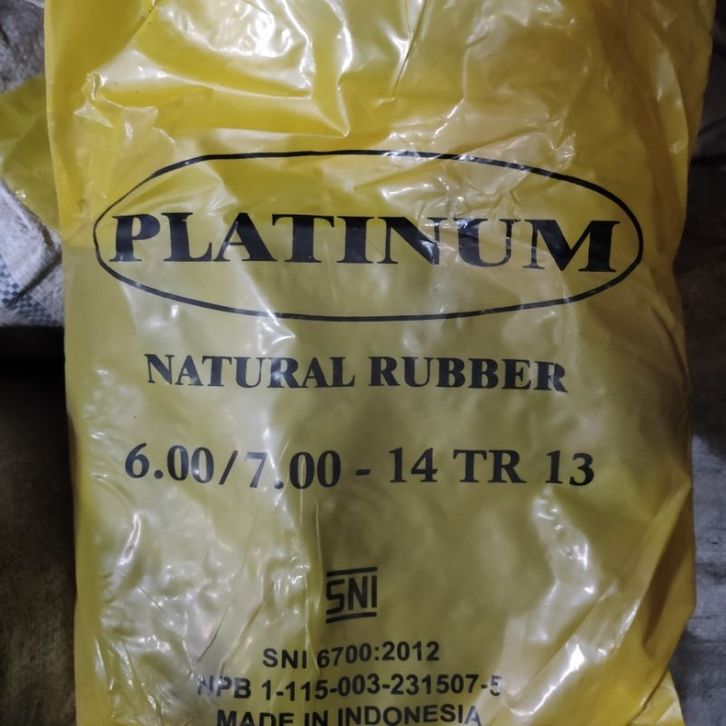 PLATINUM
NATURAL RUBBER
6.00/7.00 - 14 TR 13
SNI
SNI 6700:2012
NPB 1-115-003-231507-5
MADE IN INDONESIA